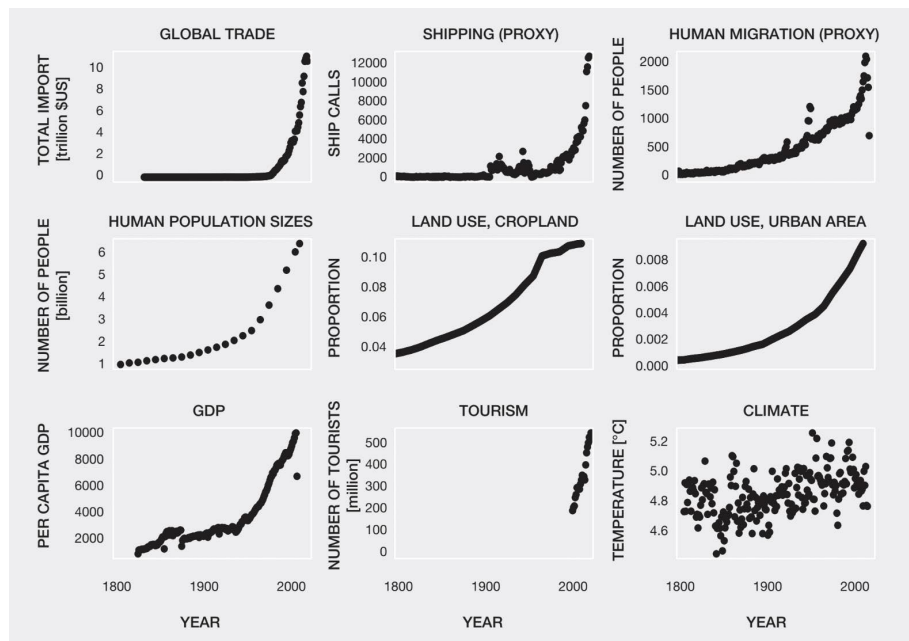 GLOBAL TRADE
TOTAL IMPORT
[trillion $US]
10
8
6
4
2
0
SHIPPING (PROXY)
SHIP CALLS
12000
10000
8000
6000
4000
2000
0
HUMAN MIGRATION (PROXY)
NUMBER OF PEOPLE
2000
1500
1000
500
0
HUMAN POPULATION SIZES
NUMBER OF PEOPLE
[billion]
6
5
4
3
2
1
LAND USE, CROPLAND
PROPORTION
0.10
0.08
0.06
0.04
LAND USE, URBAN AREA
PROPORTION
0.008
0.006
0.004
0.002
0.000
GDP
PER CAPITA GDP
10000
8000
6000
4000
2000
1800 1900 2000
YEAR
TOURISM
NUMBER OF TOURISTS
[million]
500
400
300
200
100
0
1800 1900 2000
YEAR
CLIMATE
TEMPERATURE [°C]
5.2
5.0
4.8
4.6
1800 1900 2000
YEAR